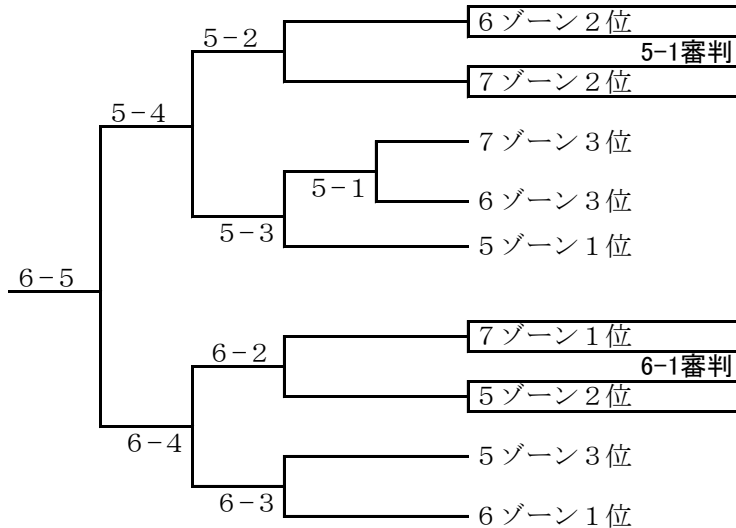 6ゾーン2位
5-2
5-1審判
7ゾーン2位
5-4
7ゾーン3位
5-1
6ゾーン3位
5-3
5ゾーン1位
6-5
7ゾーン1位
6-2
6-1審判
5ゾーン2位
6-4
5ゾーン3位
6-3
6ゾーン1位